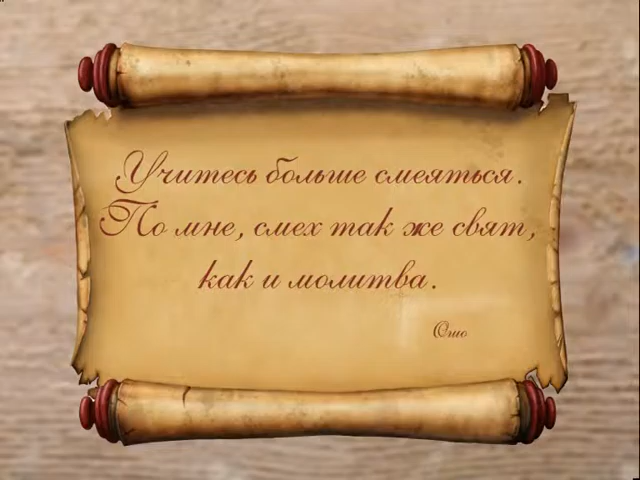 Учитесь больше смеяться.
По мне, смех так же свят,
как и молитва.
Ошо